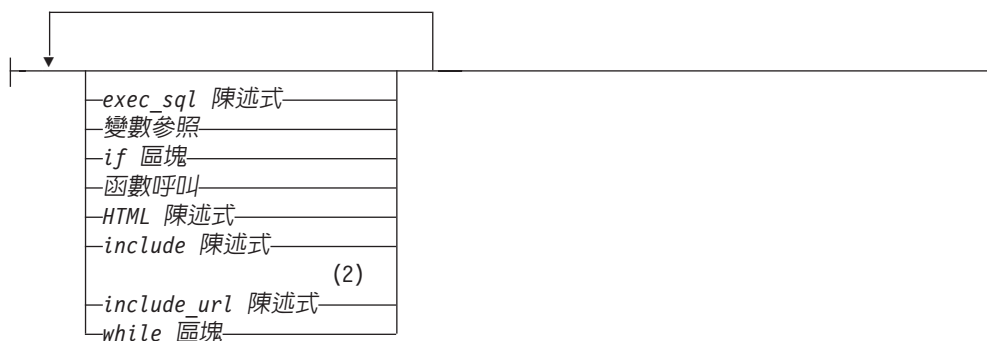 exec_sql 陳述式
變數參照
if 區塊
函數呼叫
HTML 陳述式
include 陳述式
(2)
include_url 陳述式
while 區塊